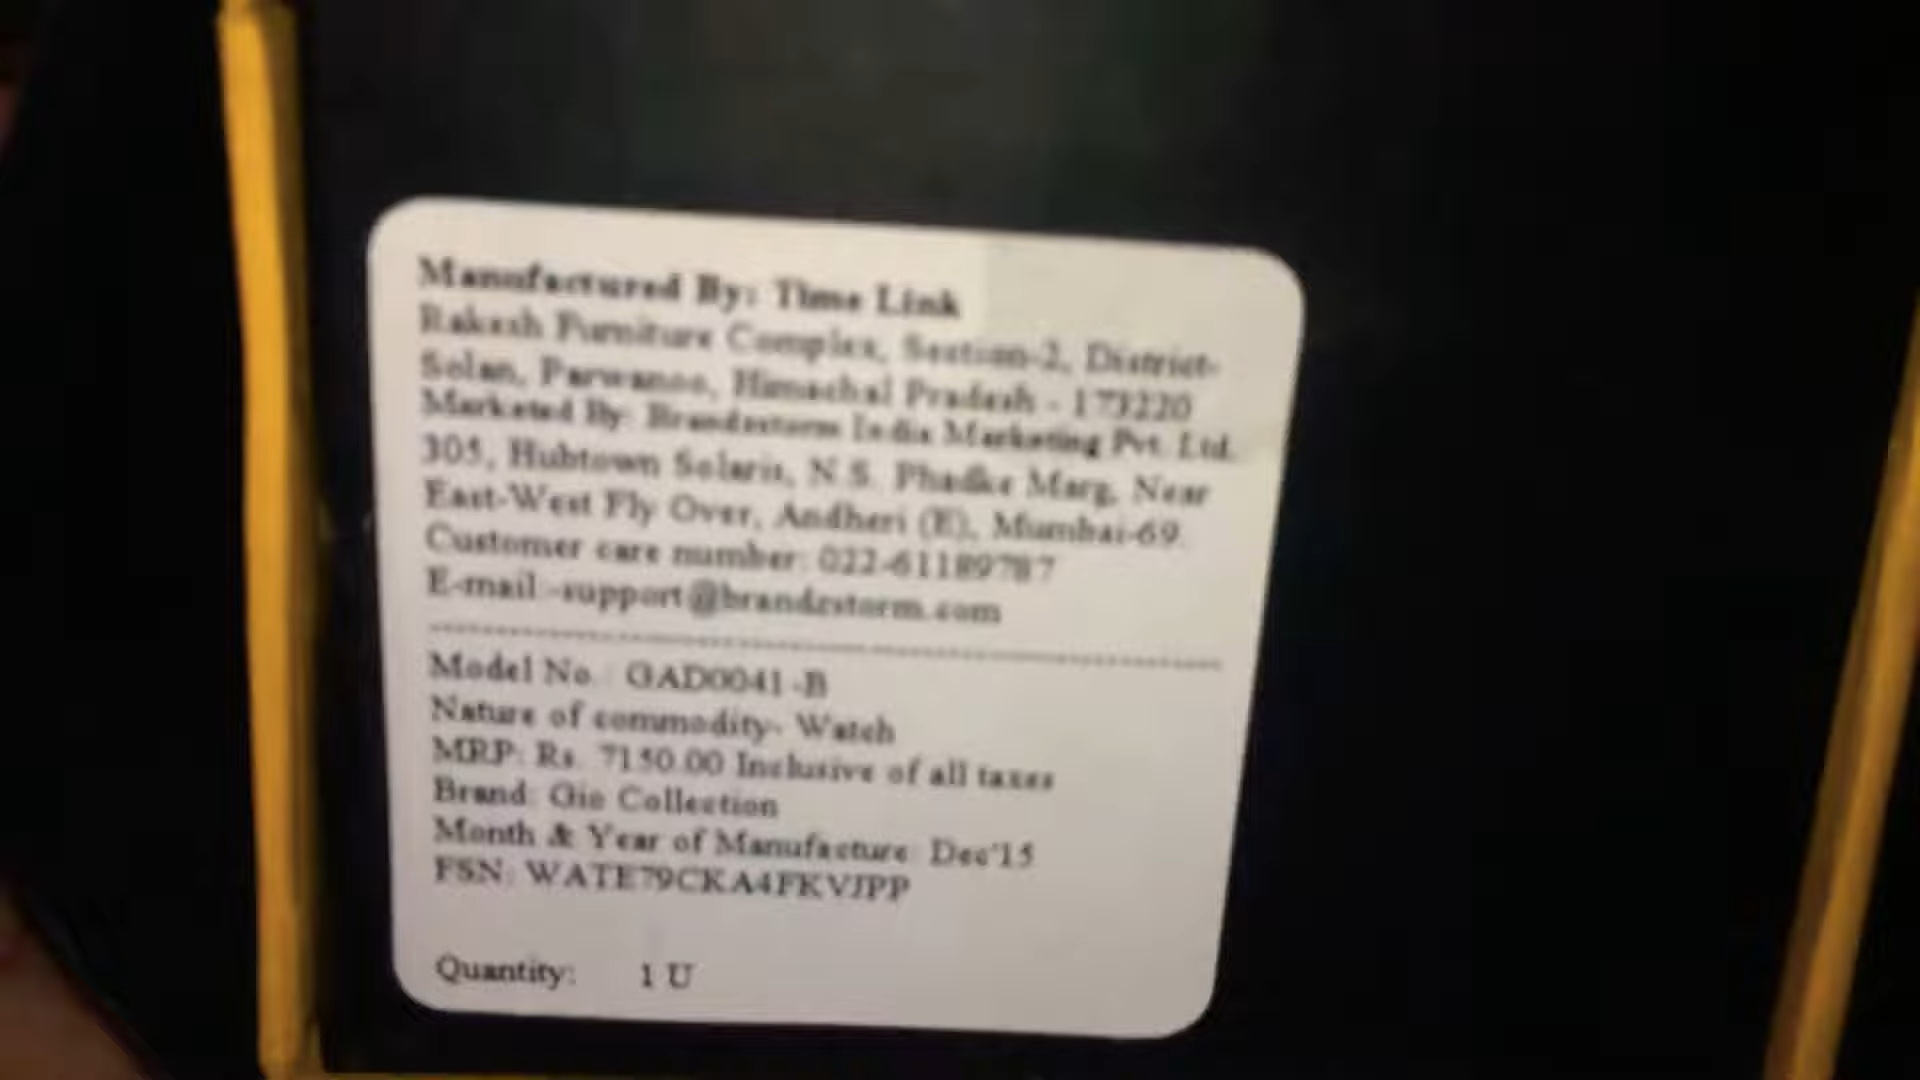 Manufactured By: Time Link
Rakesh Furniture Complex, Section-2, District-
Solan, Parwanoo, Himachal Pradesh - 173220
Marketed By: Brandzstorm India Marketing Pvt. Ltd.
305, Hubtown Solaris, N.S. Phadke Marg, Near
East-West Fly Over, Andheri (E), Mumbai-69.
Customer care number: 022-61189787
E-mail:-support@brandzstorm.com
Model No.: GAD0041-B
Nature of commodity- Watch
MRP: Rs. 7150.00 Inclusive of all taxes
Brand: Gio Collection
Month & Year of Manufacture: Dec'15
FSN: WATE79CKA4FKVJPP
Quantity: 1 U